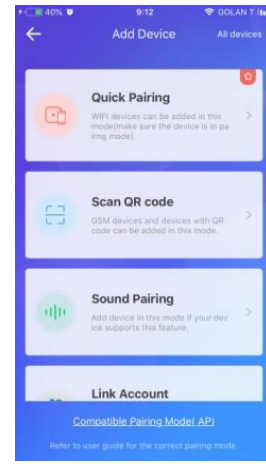 40% 9:12 GOLAN T
Add Device All devices
Quick Pairing
WIFI devices can be added in this
mode(make sure the device is in pa
irng mode).
Scan QR code
GSM devices and devices with QR
code can be added in this mode.
Sound Pairing
Add device in this mode if your dev
ice supports this feature.
Link Account
Compatible Pairing Mode( AP)
Refer to user guide for the correct pairing mode.